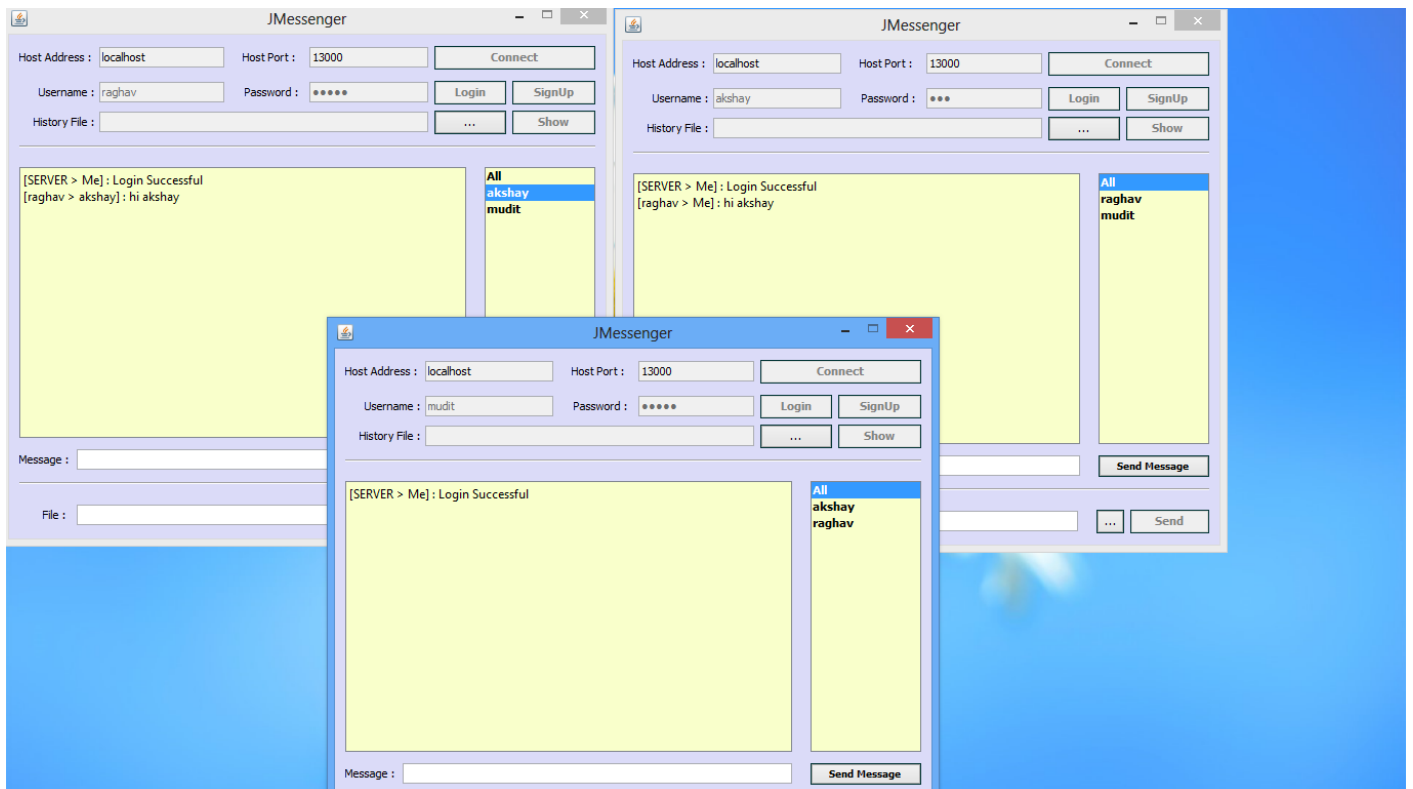 JMessenger
Host Address : localhost Host Port : 13000 Connect
Username : raghav Password : ●●●●● Login SignUp
History File : ... Show
[SERVER > Me] : Login Successful
[raghav > akshay] : hi akshay
All
akshay
mudit
Message :
File :
JMessenger
Host Address : localhost Host Port : 13000 Connect
Username : akshay Password : ●●● Login SignUp
History File : ... Show
[SERVER > Me] : Login Successful
[raghav > Me] : hi akshay
All
raghav
mudit
Send Message
... Send
JMessenger
Host Address : localhost Host Port : 13000 Connect
Username : mudit Password : ●●●●● Login SignUp
History File : ... Show
[SERVER > Me] : Login Successful
All
akshay
raghav
Message : Send Message